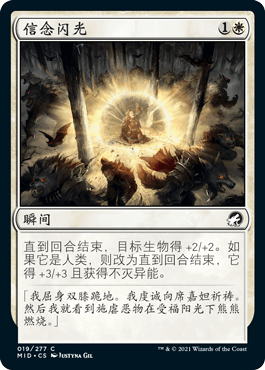 信念闪光 1
瞬间
直到回合结束，目标生物得+2/+2。如
果它是人类，则改为直到回合结束，它
得+3/+3且获得不灭异能。
「我屈身双膝跪地。我虔诚向席嘉妲祈祷。
然后我就看到施虐恶物在受福阳光下熊熊
燃烧。」
019/277 C
MID • CS JUSTYNA GIL
™ & © 2021 Wizards of the Coast